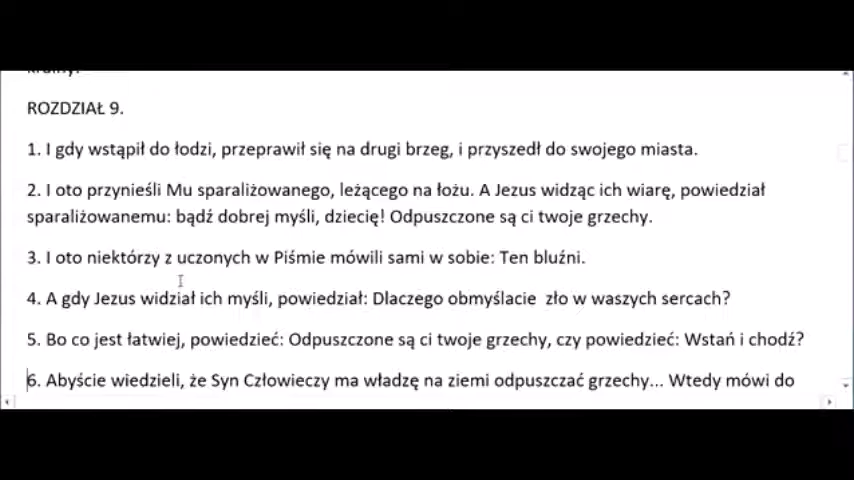 ROZDZIAŁ 9.
1. I gdy wstąpił do łodzi, przeprawił się na drugi brzeg, i przyszedł do swojego miasta.
2. I oto przynieśli Mu sparaliżowanego, leżącego na łożu. A Jezus widząc ich wiarę, powiedział
sparaliżowanemu: bądź dobrej myśli, dziecię! Odpuszczone są ci twoje grzechy.
3. I oto niektórzy z uczonych w Piśmie mówili sami w sobie: Ten bluźni.
4. A gdy Jezus widział ich myśli, powiedział: Dlaczego obmyślacie  zło w waszych sercach?
5. Bo co jest łatwiej, powiedzieć: Odpuszczone są ci twoje grzechy, czy powiedzieć: Wstań i chodź?
6. Abyście wiedzieli, że Syn Człowieczy ma władzę na ziemi odpuszczać grzechy... Wtedy mówi do